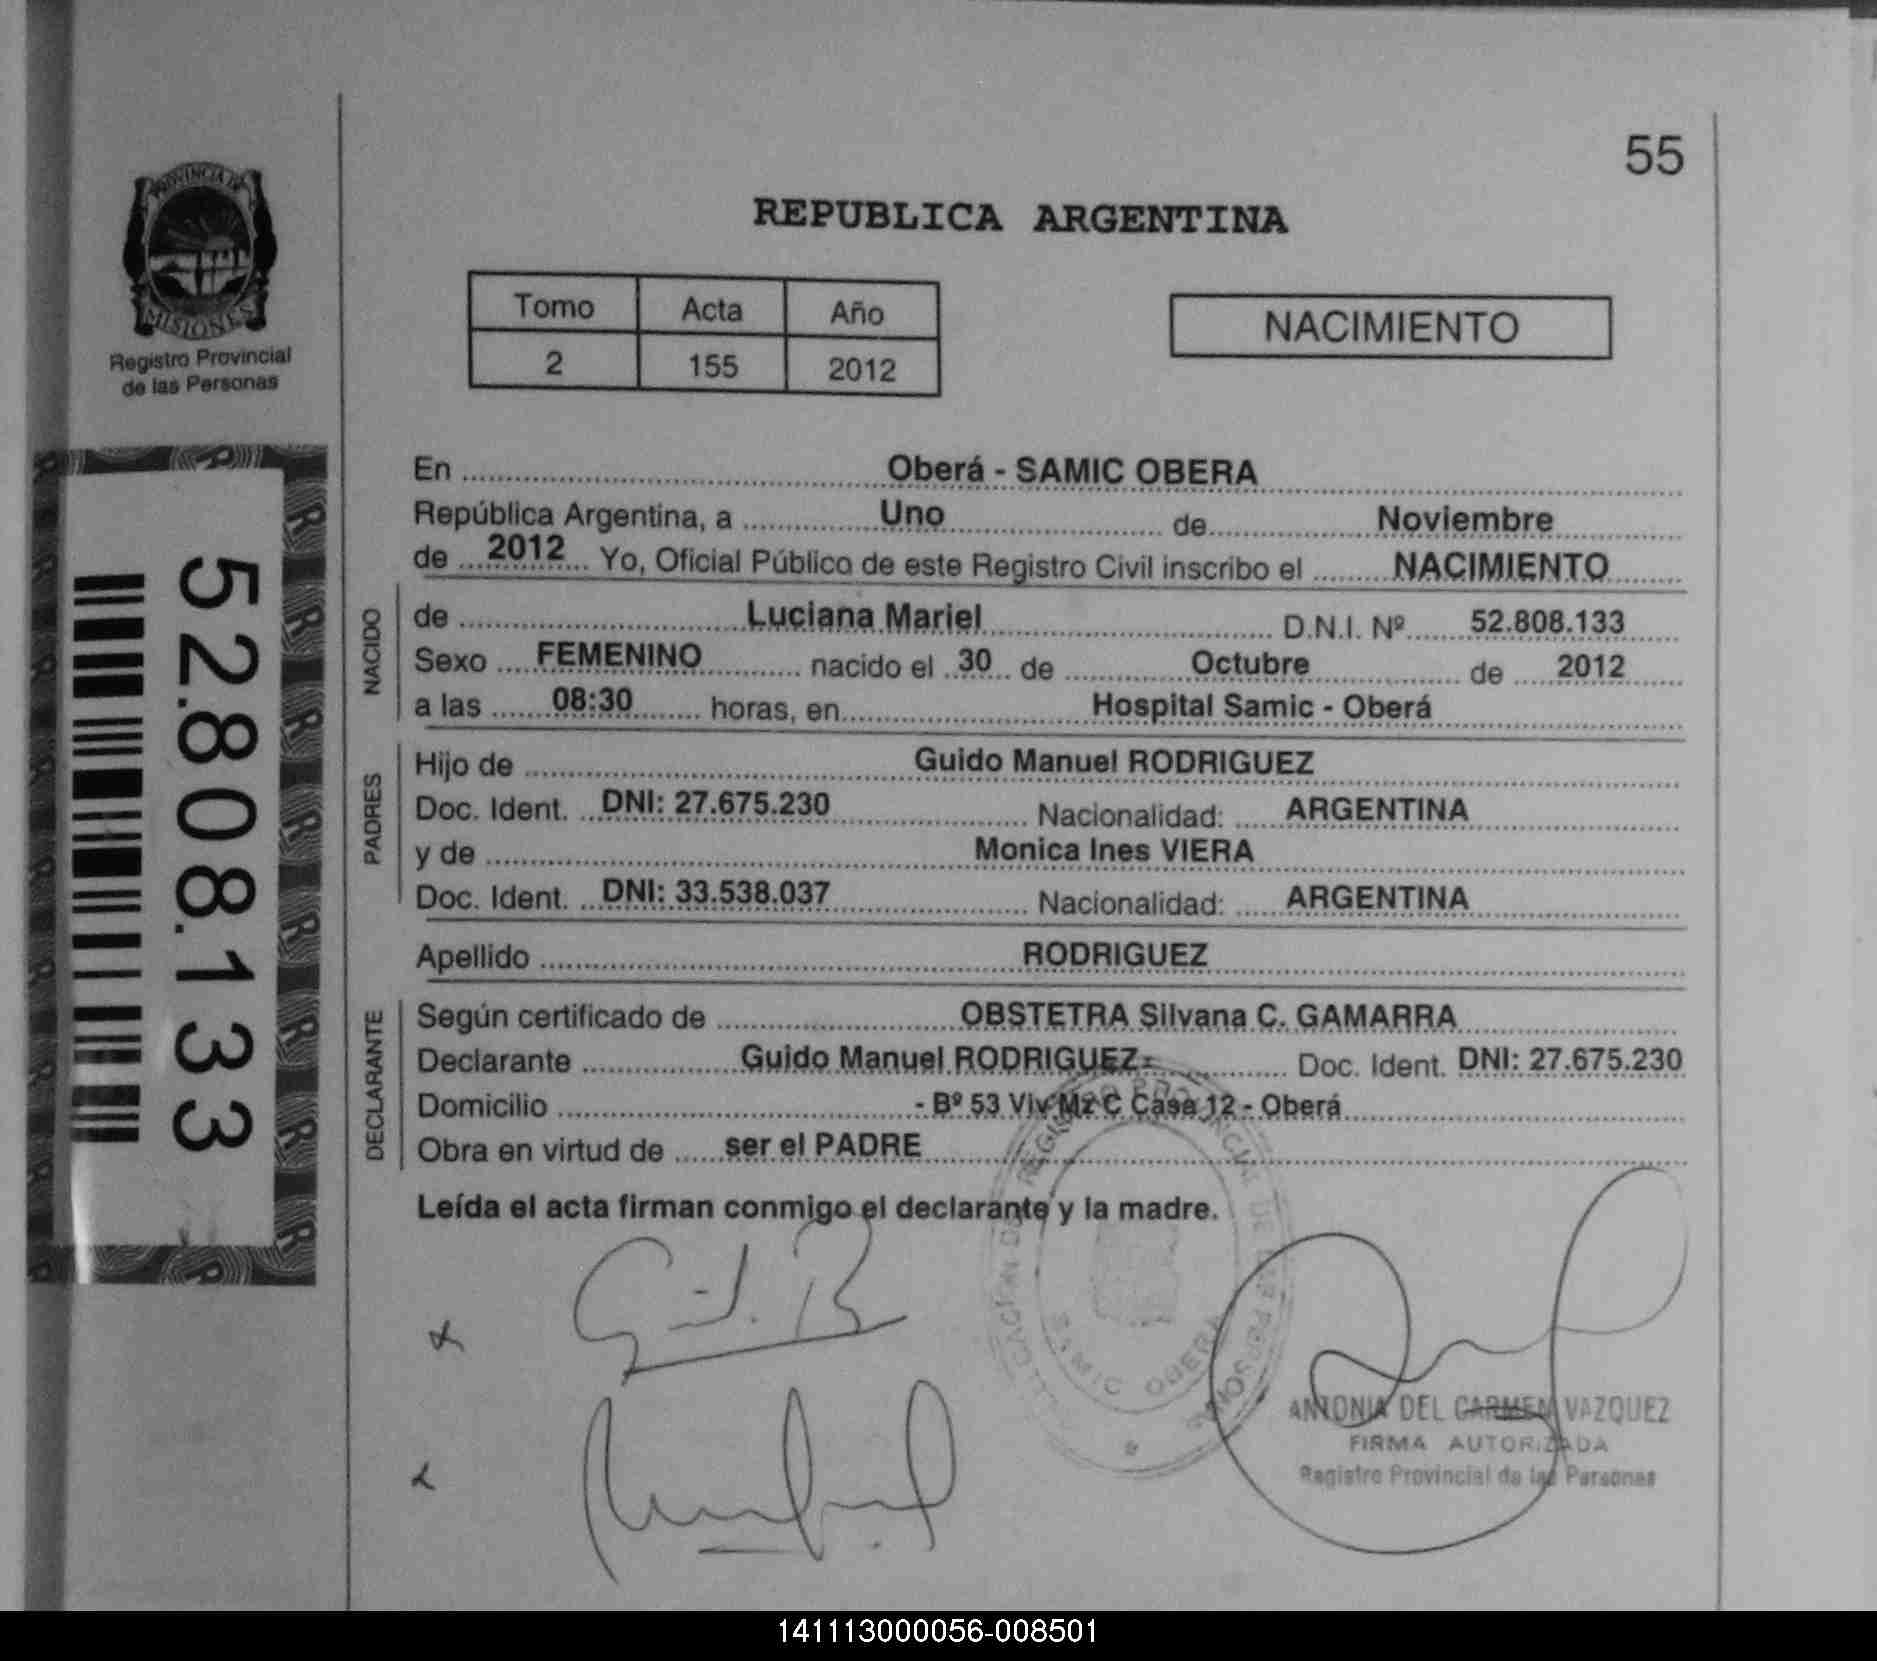 55
REPUBLICA ARGENTINA
PROVINCIA DE
MISIONES
Registro Provincial
de las Personas
Tomo Acta Año
2 155 2012
NACIMIENTO
52.808.133
En Oberá - SAMIC OBERA
República Argentina, a Uno de Noviembre
de 2012 Yo, Oficial Público de este Registro Civil inscribo el NACIMIENTO
NACIDO
de Luciana Mariel D.N.I. Nº 52.808.133
Sexo FEMENINO nacido el 30 de Octubre de 2012
a las 08:30 horas, en Hospital Samic - Oberá
PADRES
Hijo de Guido Manuel RODRIGUEZ
Doc. Ident. DNI: 27.675.230 Nacionalidad: ARGENTINA
y de Monica Ines VIERA
Doc. Ident. DNI: 33.538.037 Nacionalidad: ARGENTINA
Apellido RODRIGUEZ
DECLARANTE
Según certificado de OBSTETRA Silvana C. GAMARRA
Declarante Guido Manuel RODRIGUEZ- Doc. Ident. DNI: 27.675.230
Domicilio - Bº 53 Viv Mz C Casa 12 - Oberá
Obra en virtud de ser el PADRE
Leída el acta firman conmigo el declarante y la madre.
SAMIC OBERA
ANTONIA DEL CARMEN VAZQUEZ
FIRMA AUTORIZADA
Registro Provincial de las Personas
141113000056-008501